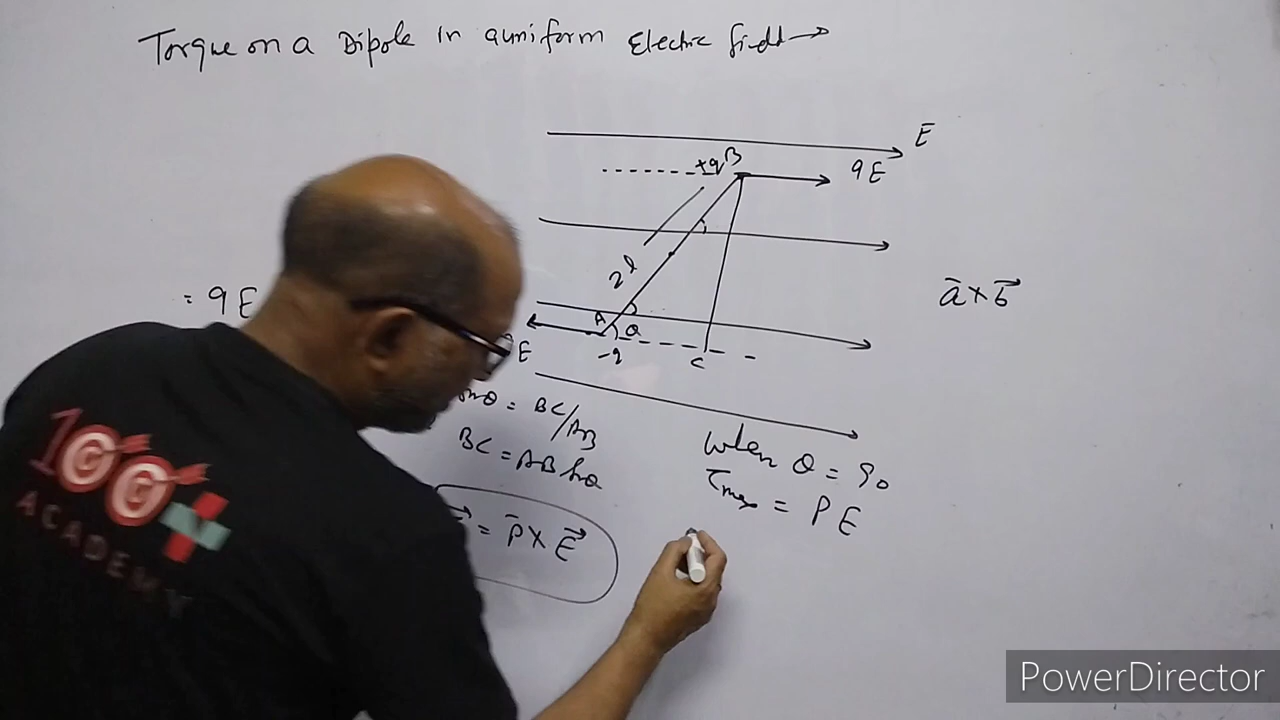 Torque on a Dipole in a uniform Electric field →
E
+q B
qE
2l
a⃗ × b⃗
= qE
A
θ
-q
C
E
θ = BC/AB
BC = AB sinθ
when θ = 90
τmax = PE
= P⃗ × E⃗
100+
ACADEMY
PowerDirector